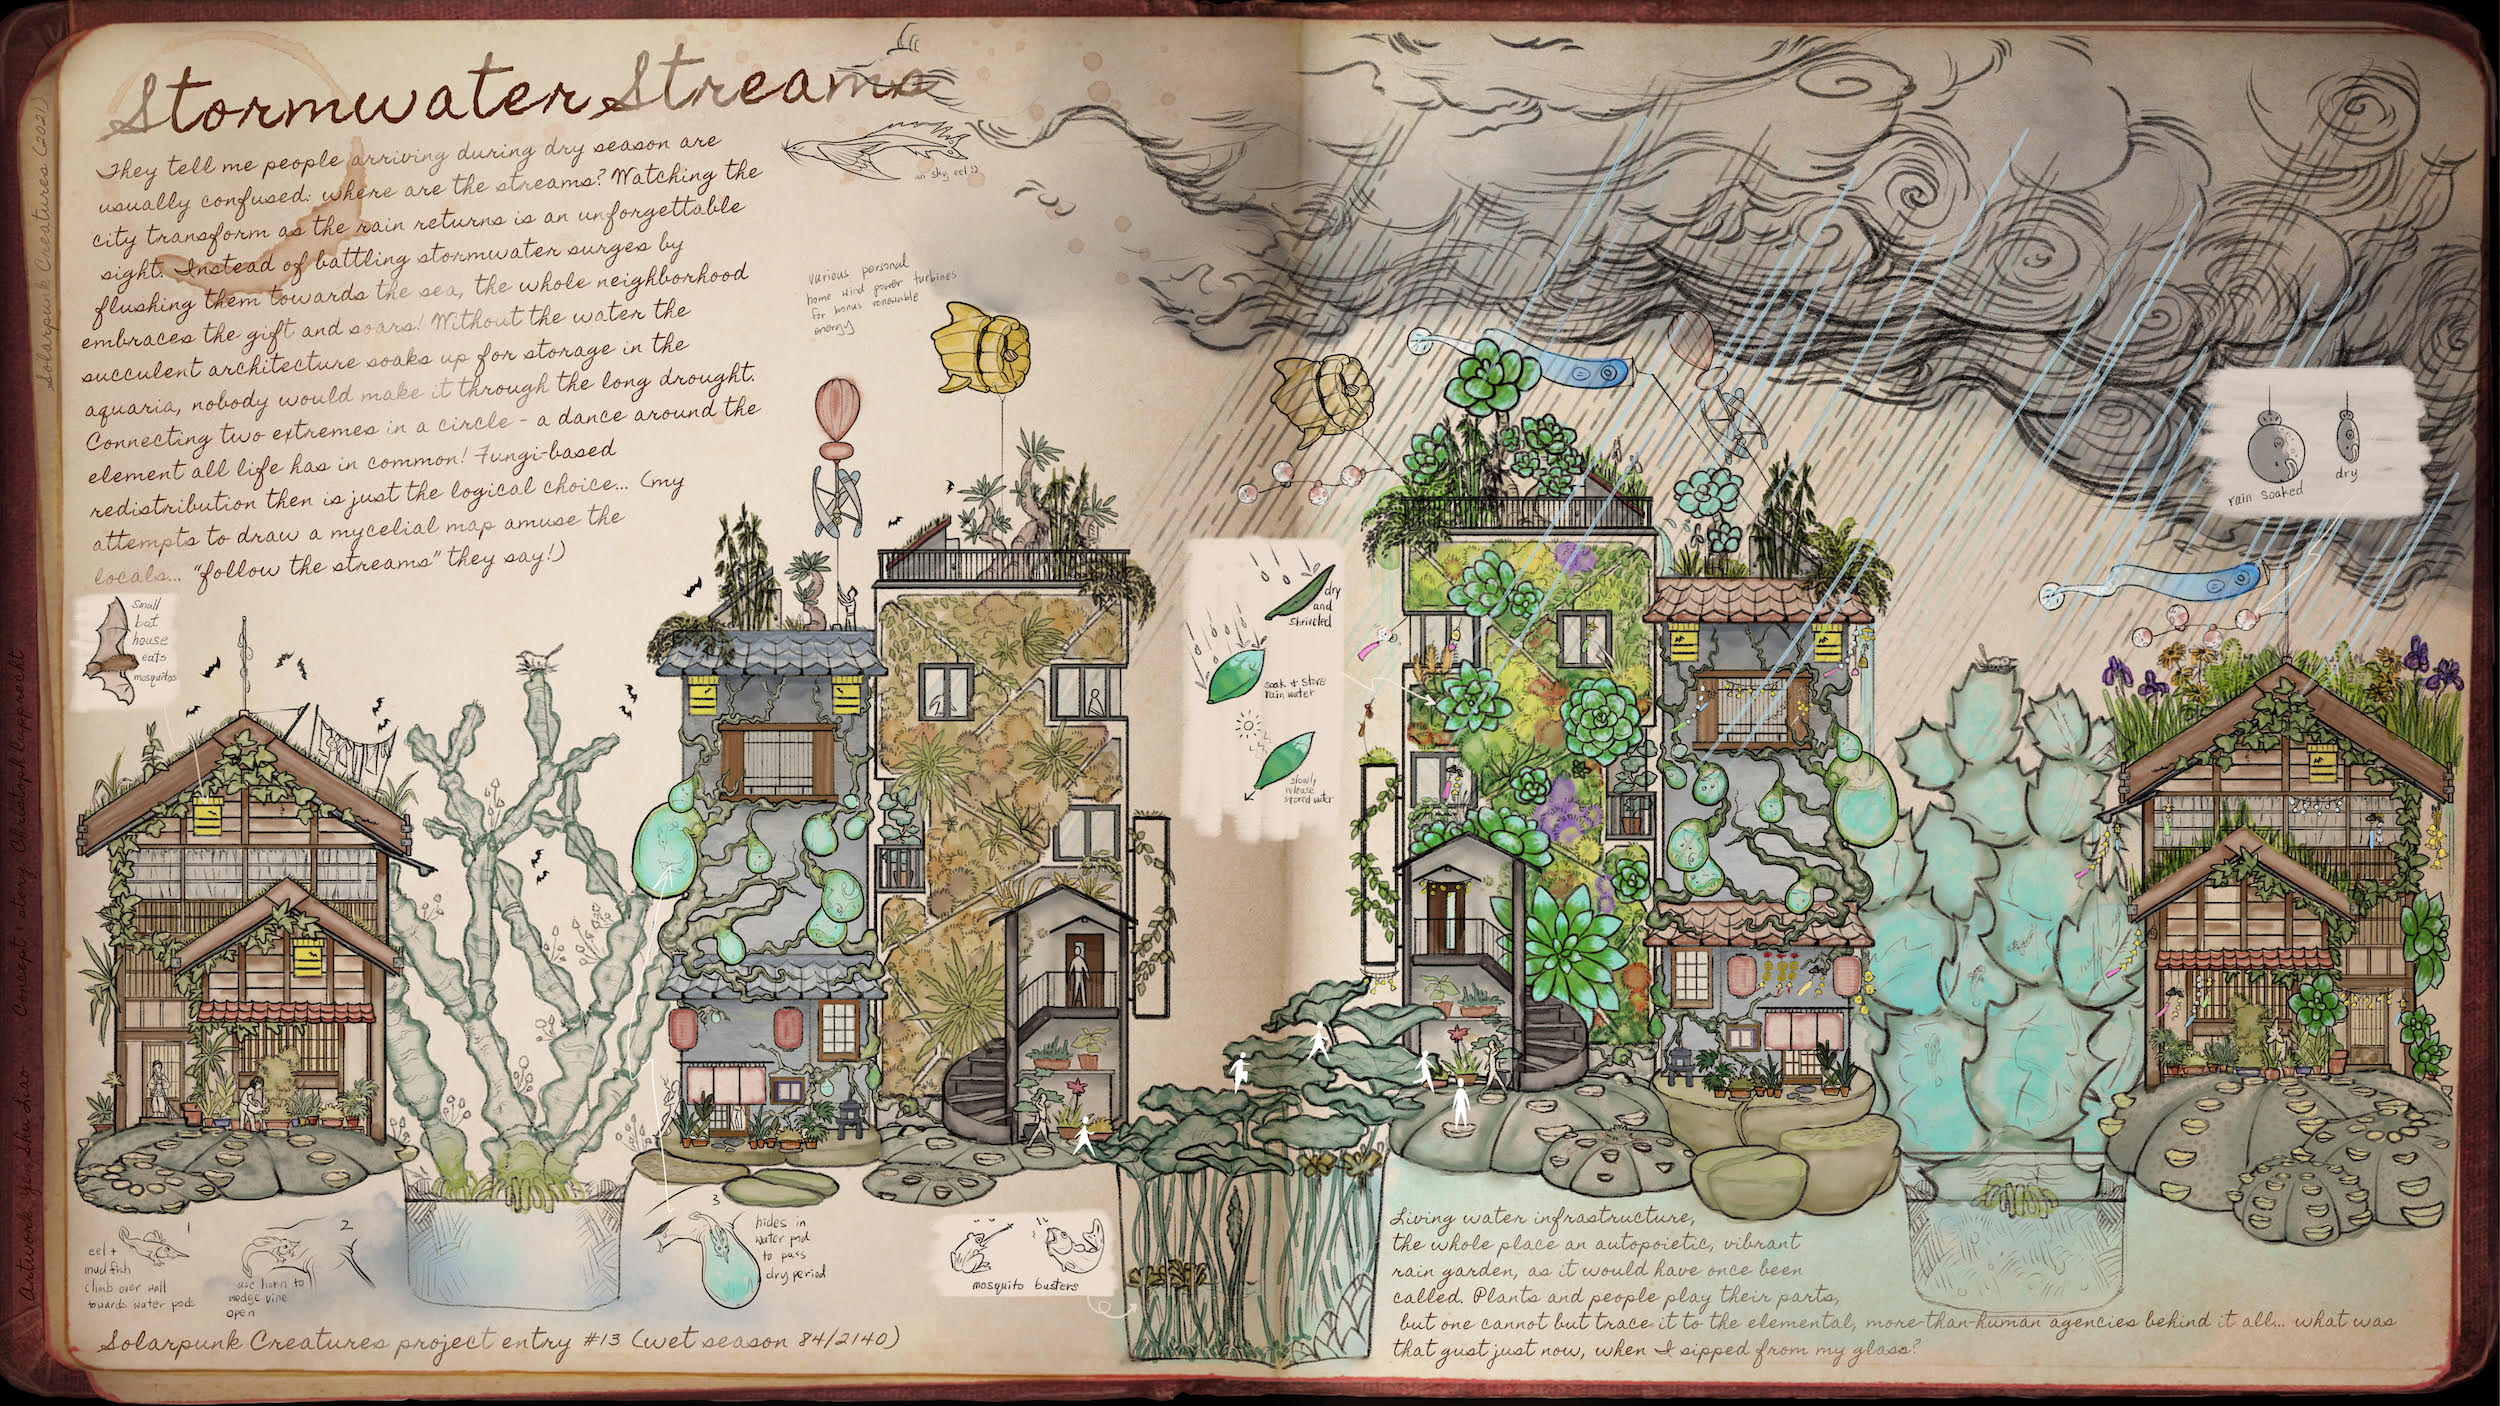 Stormwater Streams
They tell me people arriving during dry season are
usually confused: where are the streams? Watching the
city transform as the rain returns is an unforgettable
sight. Instead of battling stormwater surges by
flushing them towards the sea, the whole neighborhood
embraces the gift and soars! Without the water the
succulent architecture soaks up for storage in the
aquaria, nobody would make it through the long drought.
Connecting two extremes in a circle - a dance around the
element all life has in common! Fungi-based
redistribution then is just the logical choice... (my
attempts to draw a mycelial map amuse the
locals... "follow the streams" they say!)
Solarpunk Creatures (2021)
Artwork: Yen Shu Liao Concept + story: Christoph Rupprecht
an sky eel??
various personal
home wind power turbines
for bonus renewable
energy
small
bat
house
eats
mosquitos
dry
and
shriveled
soak + store
rain water
slowly
release
stored water
rain soaked
dry
1
eel +
mud fish
climb over wall
towards water pods
2
use horn to
wedge vine
open
3
hides in
water pod
to pass
dry period
mosquito busters
Solarpunk Creatures project entry #13 (wet season 84/2140)
Living water infrastructure,
the whole place an autopoietic, vibrant
rain garden, as it would have once been
called. Plants and people play their parts,
but one cannot but trace it to the elemental, more-than-human agencies behind it all... what was
that gust just now, when I sipped from my glass?